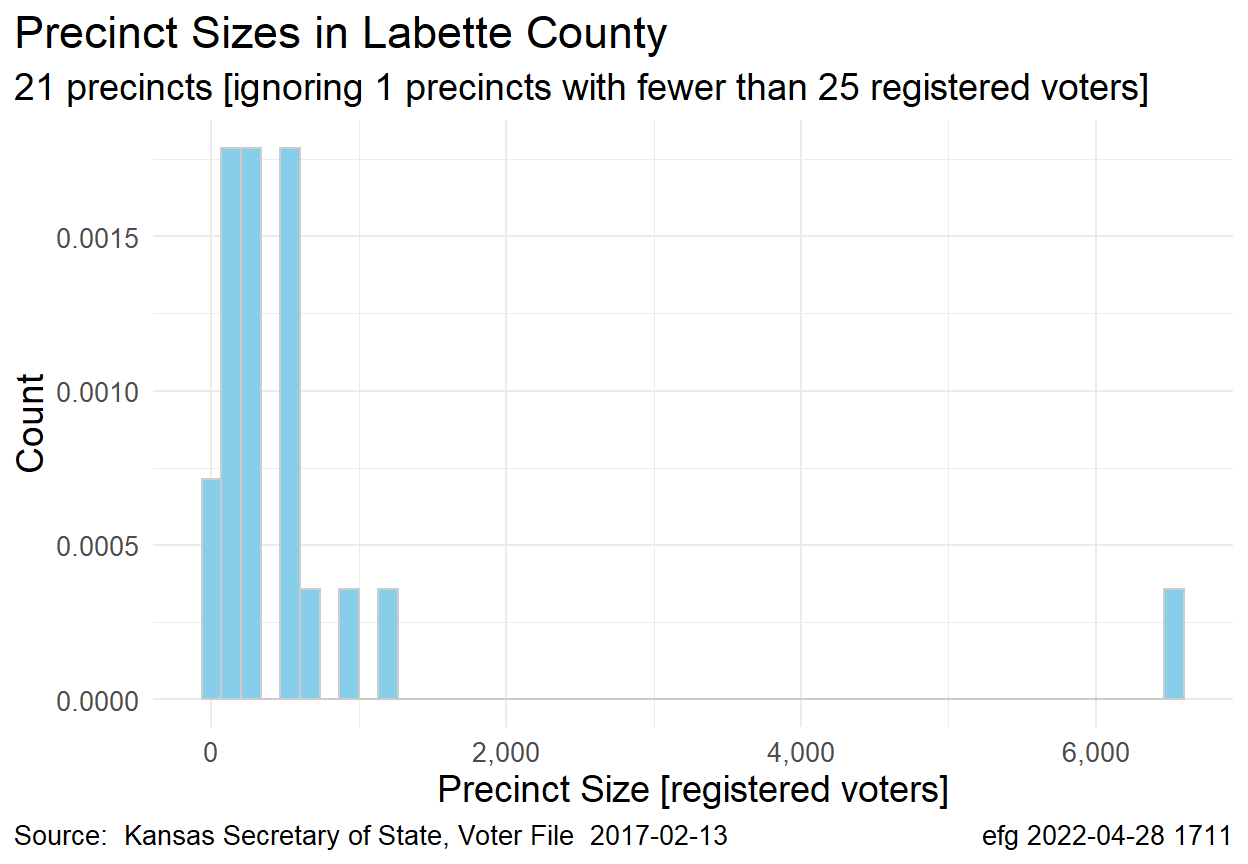 Precinct Sizes in Labette County
21 precincts [ignoring 1 precincts with fewer than 25 registered voters]
Count
0.0015
0.0010
0.0005
0.0000
0 2,000 4,000 6,000
Precinct Size [registered voters]
Source:  Kansas Secretary of State, Voter File  2017-02-13
efg 2022-04-28 1711